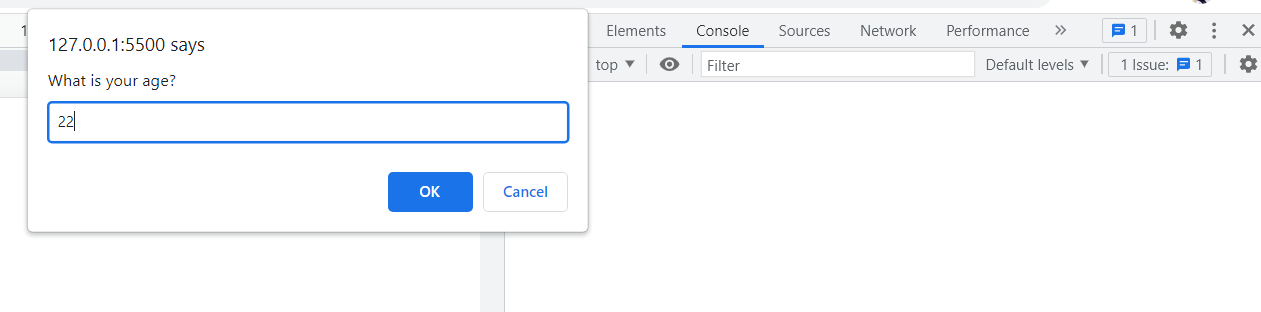 127.0.0.1:5500 says
What is your age?
22
OK Cancel
1
Elements Console Sources Network Performance » 1
top Filter Default levels 1 Issue: 1